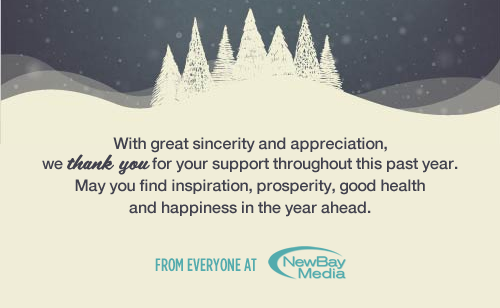 With great sincerity and appreciation,
we thank you for your support throughout this past year.
May you find inspiration, prosperity, good health
and happiness in the year ahead.
FROM EVERYONE AT NewBay
Media